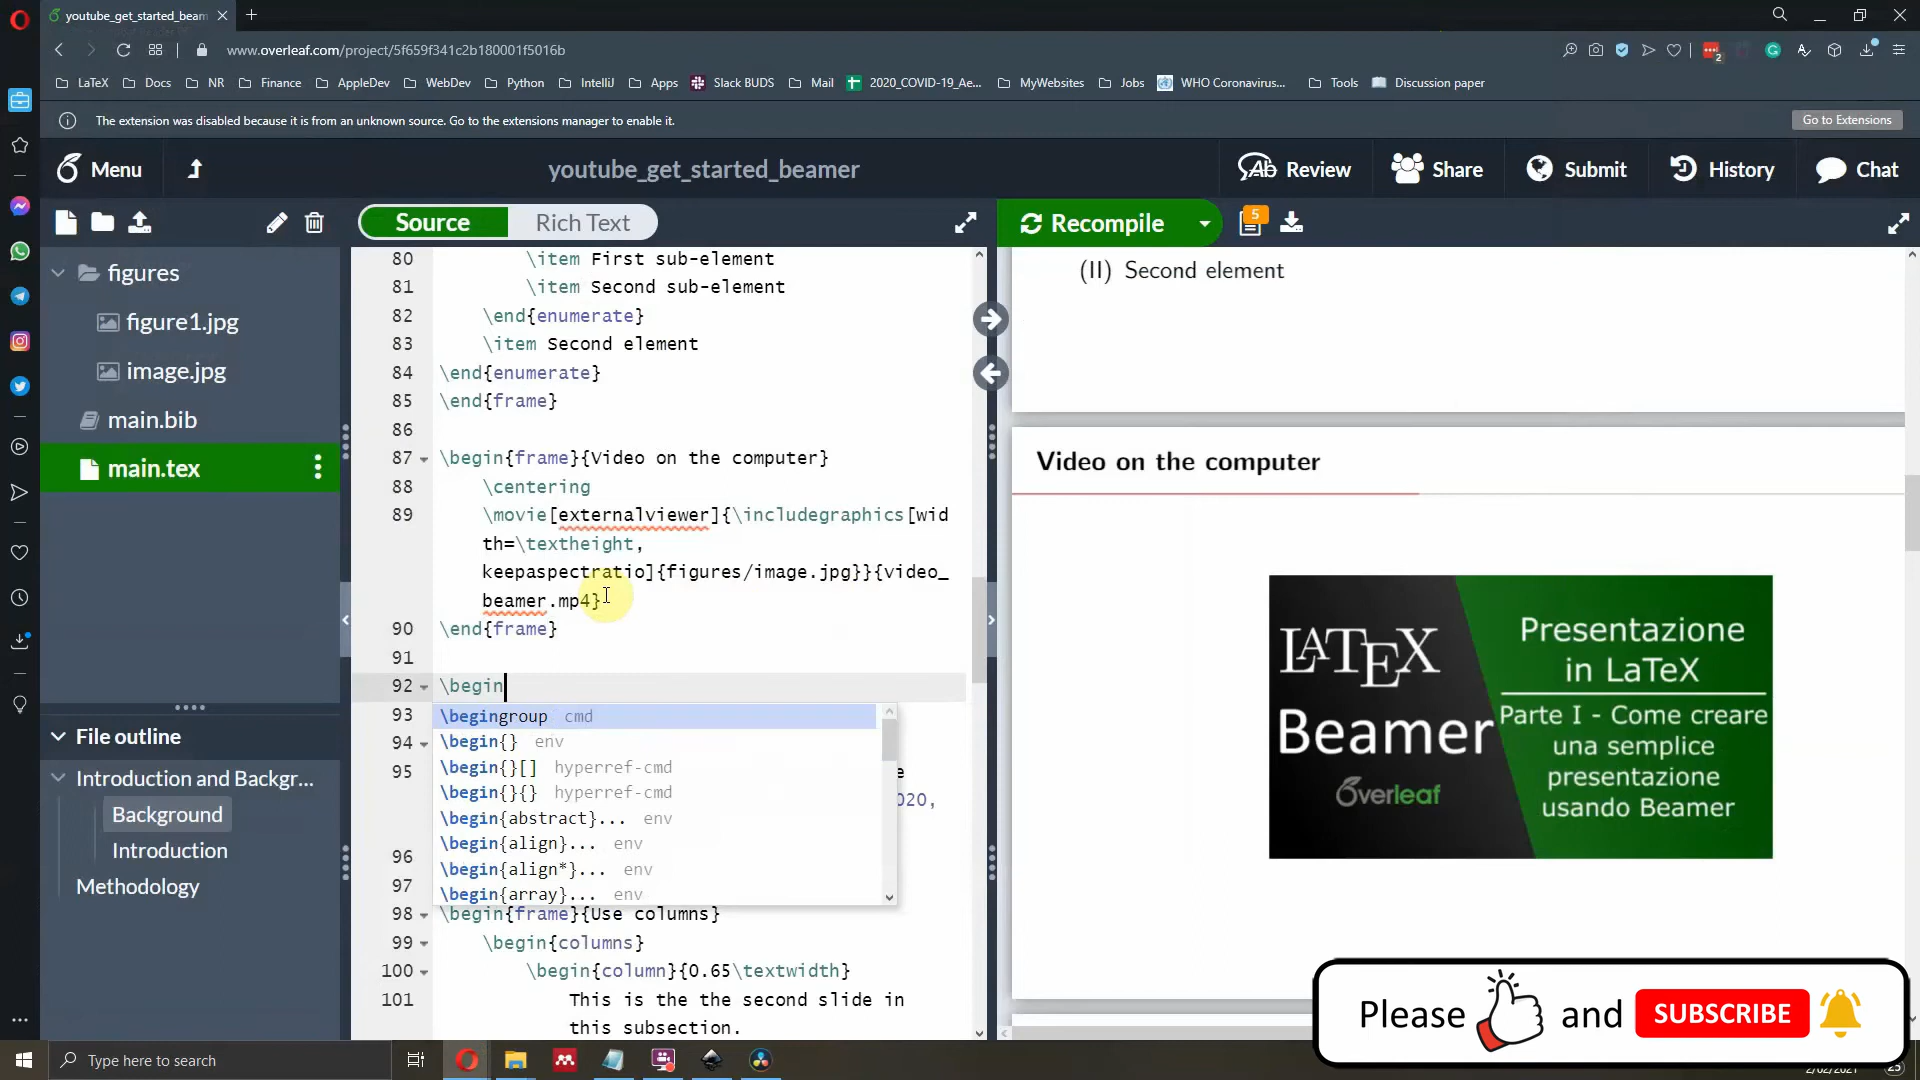 youtube_get_started_beam
www.overleaf.com/project/5f659f341c2b180001f5016b
2
LaTeX Docs NR Finance AppleDev WebDev Python IntelliJ Apps Slack BUDS Mail 2020_COVID-19_Ae... MyWebsites Jobs WHO Coronavirus... Tools Discussion paper
The extension was disabled because it is from an unknown source. Go to the extensions manager to enable it.
Go to Extensions
Menu
youtube_get_started_beamer
Review Share Submit History Chat
Source Rich Text
Recompile
5
figures
figure1.jpg
image.jpg
main.bib
main.tex
File outline
Introduction and Backgr...
Background
Introduction
Methodology
80 \item First sub-element
81 \item Second sub-element
82 \end{enumerate}
83 \item Second element
84 \end{enumerate}
85 \end{frame}
86
87 \begin{frame}{Video on the computer}
88 \centering
89 \movie[externalviewer]{\includegraphics[wid
th=\textheight,
keepaspectratio]{figures/image.jpg}}{video_
beamer.mp4}
90 \end{frame}
91
92 \begin
93
94
95 e
020,
96
97
\begingroup cmd
\begin{} env
\begin{}[] hyperref-cmd
\begin{}{} hyperref-cmd
\begin{abstract}... env
\begin{align}... env
\begin{align*}... env
\begin{array}... env
98 \begin{frame}{Use columns}
99 \begin{columns}
100 \begin{column}{0.65\textwidth}
101 This is the the second slide in
this subsection.
(II) Second element
Video on the computer
LATEX
Beamer
Overleaf
Presentazione
in LaTeX
Parte I - Come creare
una semplice
presentazione
usando Beamer
Please and SUBSCRIBE
Type here to search
25